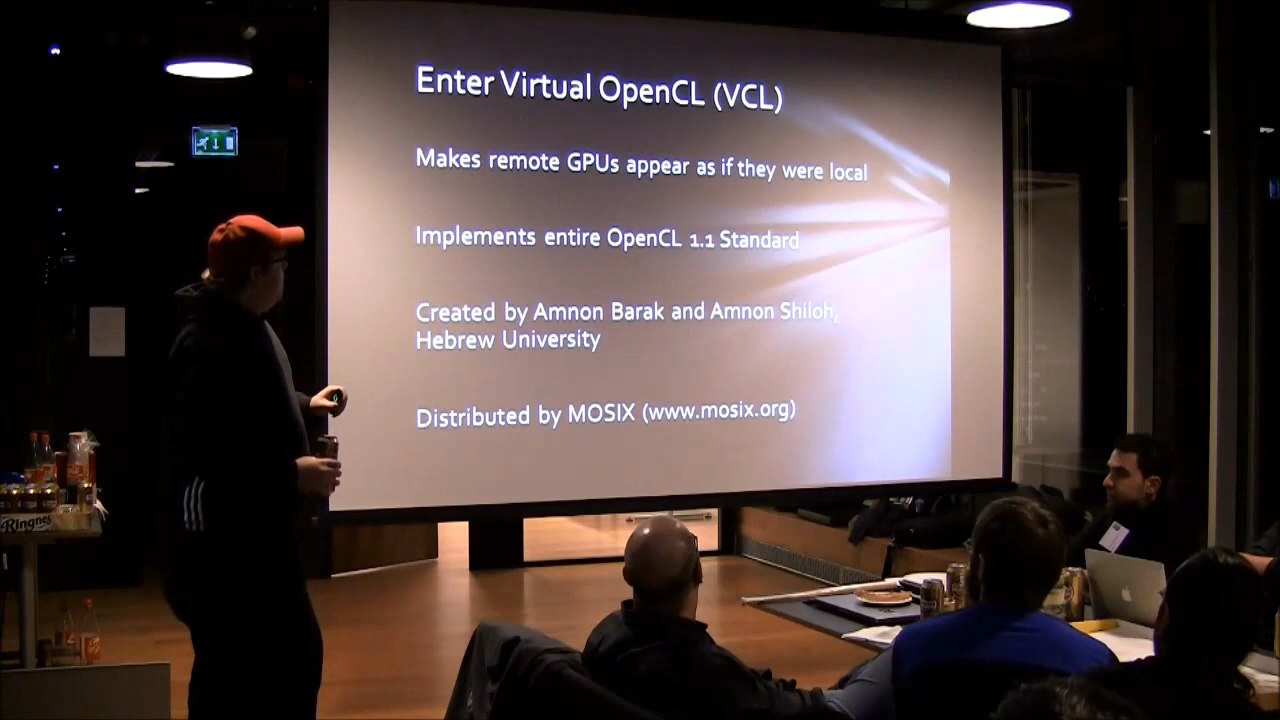 Enter Virtual OpenCL (VCL)
Makes remote GPUs appear as if they were local
Implements entire OpenCL 1.1 Standard
Created by Amnon Barak and Amnon Shiloh,
Hebrew University
Distributed by MOSIX (www.mosix.org)
Ringnes